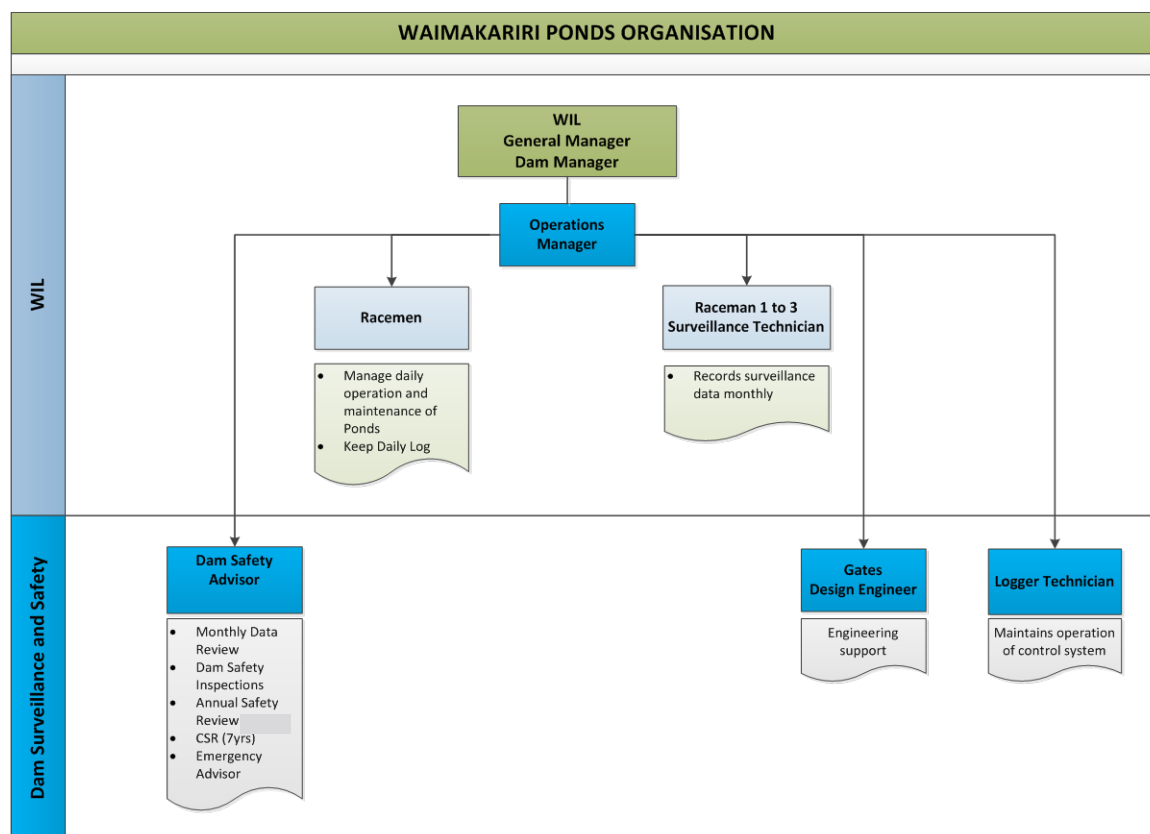 WAIMAKARIRI PONDS ORGANISATION
WIL
WIL
General Manager
Dam Manager
Operations
Manager
Racemen
• Manage daily
operation and
maintenance of
Ponds
• Keep Daily Log
Raceman 1 to 3
Surveillance Technician
• Records surveillance
data monthly
Dam Surveillance and Safety
Dam Safety
Advisor
• Monthly Data
Review
• Dam Safety
Inspections
• Annual Safety
Review
• CSR (7yrs)
• Emergency
Advisor
Gates
Design Engineer
Engineering
support
Logger Technician
Maintains operation
of control system